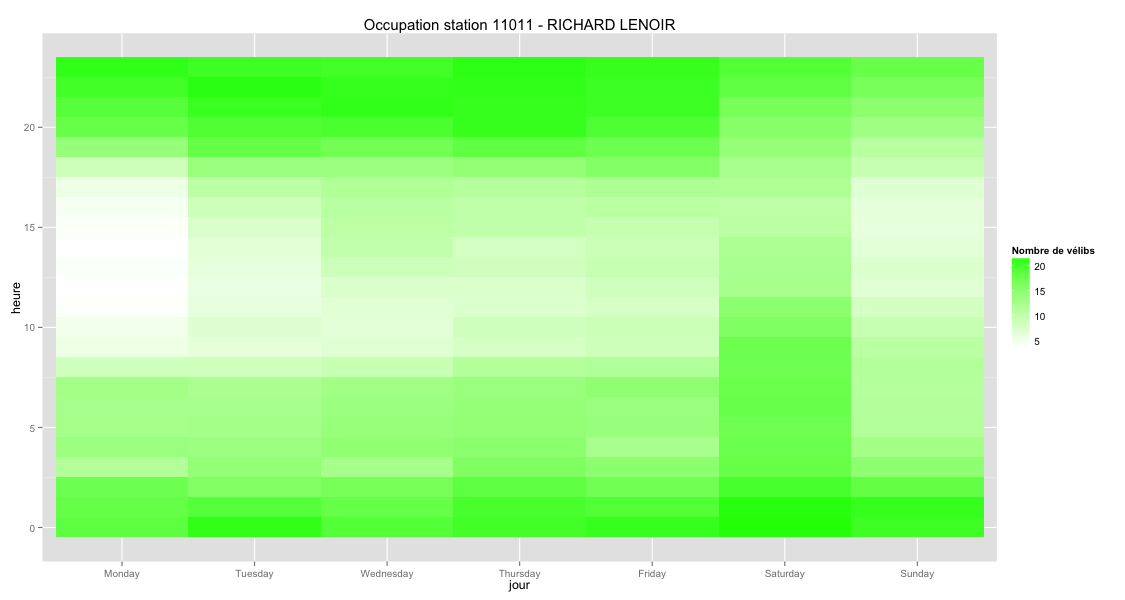 Occupation station 11011 - RICHARD LENOIR
heure
20
15
10
5
0
Monday Tuesday Wednesday Thursday Friday Saturday Sunday
jour
Nombre de vélibs
20
15
10
5